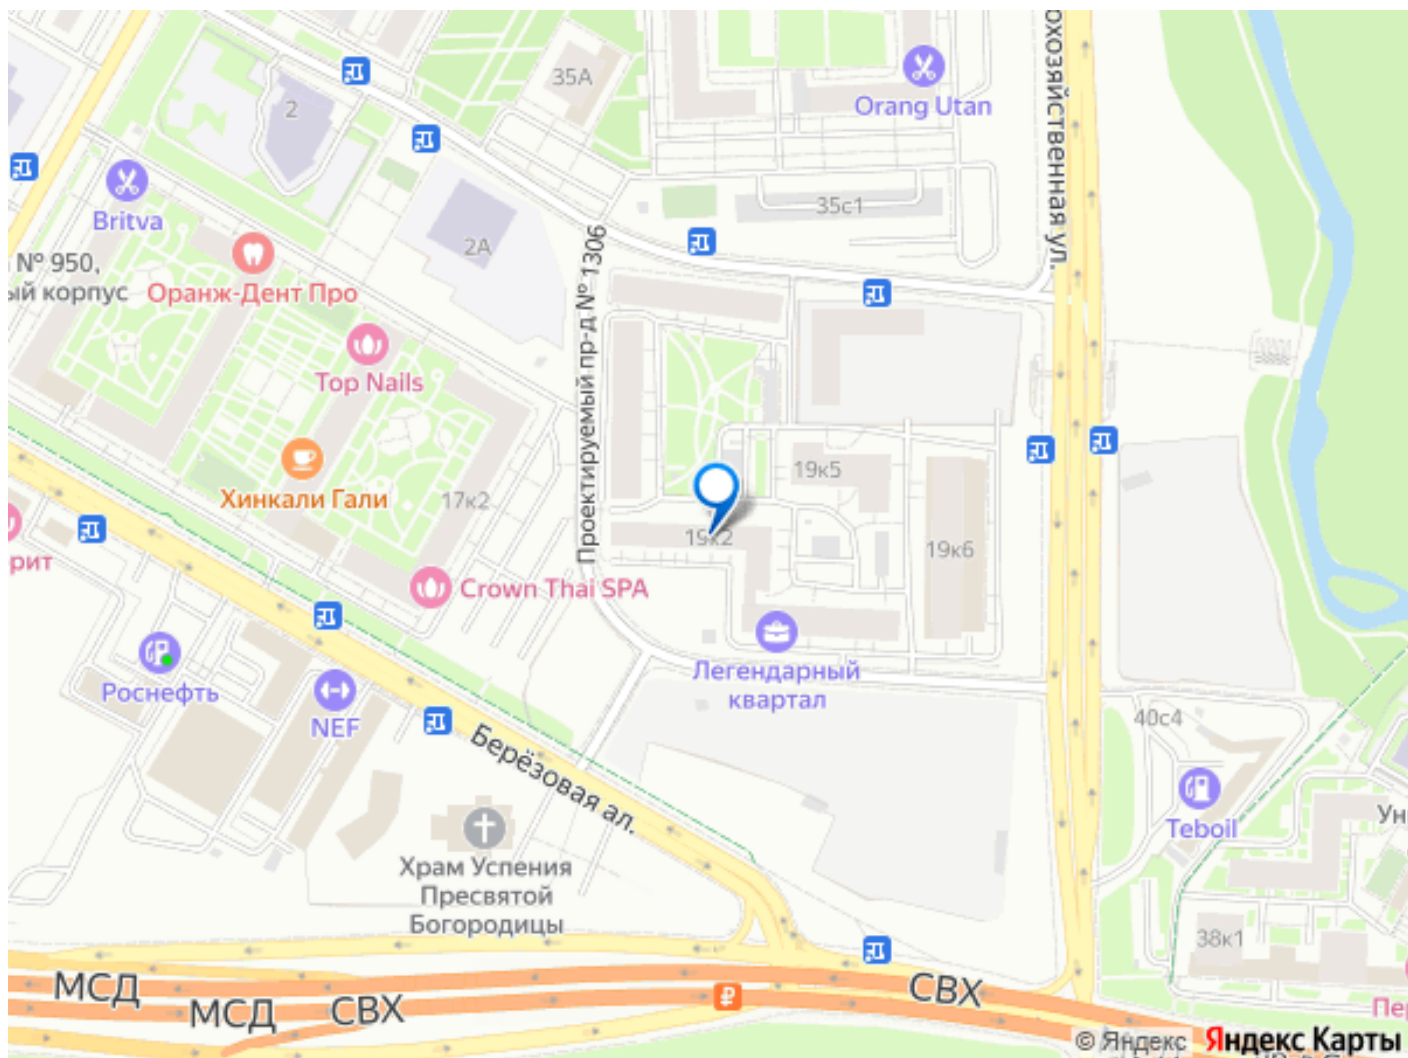 35А
Orang Utan
охозяйственная ул.
2
Britva
35с1
2А
№ 950,
ый корпус
Оранж-Дент Про
Проектируемый пр-д № 1306
Top Nails
Хинкали Гали
17к2
19к5
19к2
19к6
рит
Crown Thai SPA
Роснефть
NEF
Легендарный
квартал
40с4
Берёзовая ал.
Teboil
Ун
Храм Успения
Пресвятой
Богородицы
38к1
МСД
МСД
СВХ
СВХ
Пе
© Яндекс Яндекс Карты